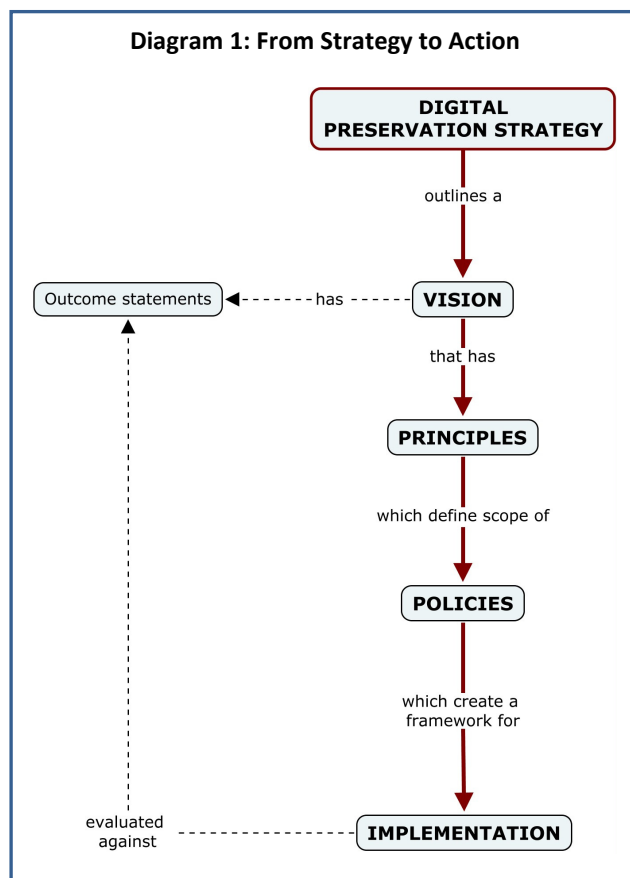 Diagram 1: From Strategy to Action
DIGITAL
PRESERVATION STRATEGY
outlines a
Outcome statements
has
VISION
that has
PRINCIPLES
which define scope of
POLICIES
which create a
framework for
evaluated
against
IMPLEMENTATION